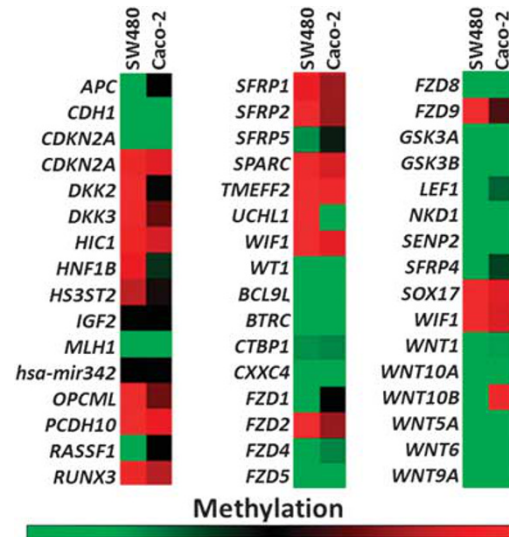 SW480 Caco-2
APC
CDH1
CDKN2A
CDKN2A
DKK2
DKK3
HIC1
HNF1B
HS3ST2
IGF2
MLH1
hsa-mir342
OPCML
PCDH10
RASSF1
RUNX3
SW480 Caco-2
SFRP1
SFRP2
SFRP5
SPARC
TMEFF2
UCHL1
WIF1
WT1
BCL9L
BTRC
CTBP1
CXXC4
FZD1
FZD2
FZD4
FZD5
SW480 Caco-2
FZD8
FZD9
GSK3A
GSK3B
LEF1
NKD1
SENP2
SFRP4
SOX17
WIF1
WNT1
WNT10A
WNT10B
WNT5A
WNT6
WNT9A
Methylation